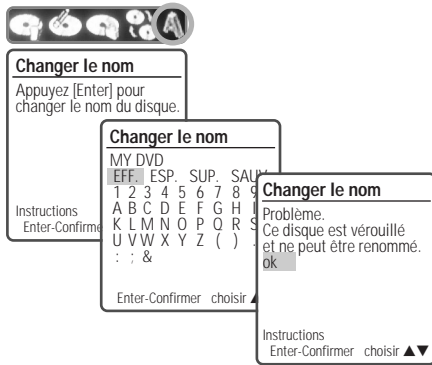 Changer le nom
Appuyez [Enter] pour
changer le nom du disque.
Instructions
Enter-Confirme
Changer le nom
MY DVD
EFF. ESP. SUP. SAUV
1 2 3 4 5 6 7 8 9
A B C D E F G H I
K L M N O P Q R S
U V W X Y Z ( ) .
: ; &
Enter-Confirmer choisir ▲
Changer le nom
Problème.
Ce disque est vérouillé
et ne peut être renommé.
ok
Instructions
Enter-Confirmer choisir ▲▼